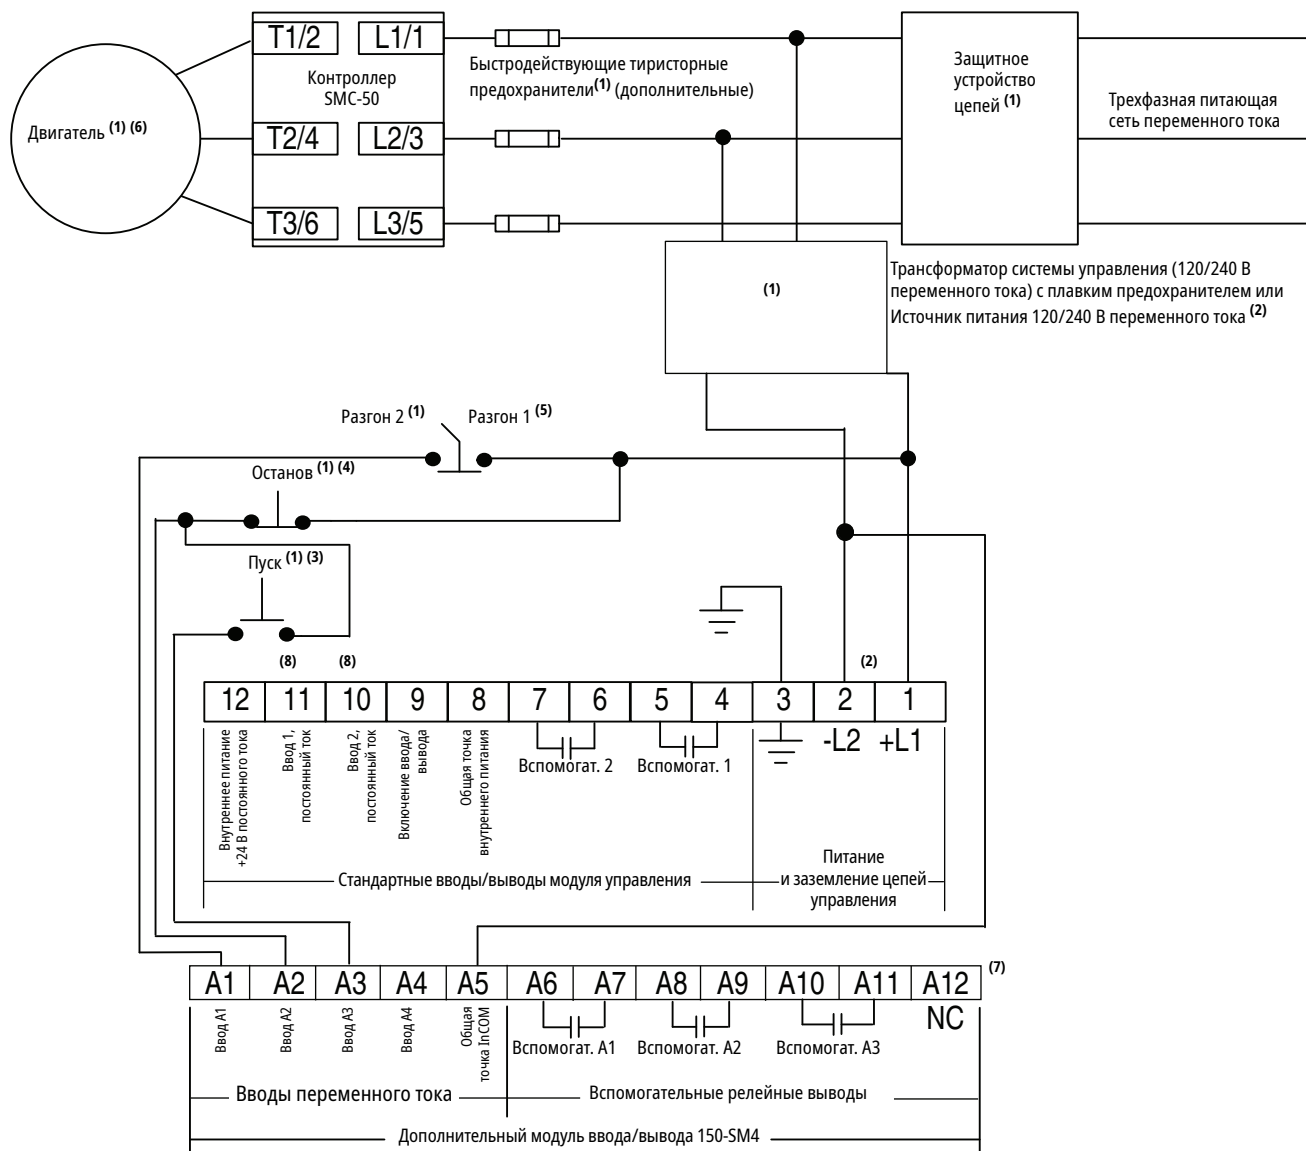 T1/2 L1/1
Контроллер
SMC-50
T2/4 L2/3
T3/6 L3/5
Двигатель (1) (6)
Быстродействующие тиристорные
предохранители(1) (дополнительные)
Защитное
устройство
цепей (1)
Трехфазная питающая
сеть переменного тока
(1)
Трансформатор системы управления (120/240 В
переменного тока) с плавким предохранителем или
Источник питания 120/240 В переменного тока (2)
Разгон 2 (1) Разгон 1 (5)
Останов (1) (4)
Пуск (1) (3)
(8) (8) (2)
12 11 10 9 8 7 6 5 4 3 2 1
-L2 +L1
Внутреннее питание
+24 В постоянного тока
Ввод 1,
постоянный ток
Ввод 2,
постоянный ток
Включение ввода/
вывода
Общая точка
внутреннего питания
Вспомогат. 2 Вспомогат. 1
Стандартные вводы/выводы модуля управления
Питание
и заземление цепей
управления
A1 A2 A3 A4 A5 A6 A7 A8 A9 A10 A11 A12 (7)
NC
Ввод A1
Ввод A2
Ввод A3
Ввод A4
Общая
точка InCOM
Вспомогат. A1 Вспомогат. A2 Вспомогат. A3
Вводы переменного тока
Вспомогательные релейные выводы
Дополнительный модуль ввода/вывода 150-SM4